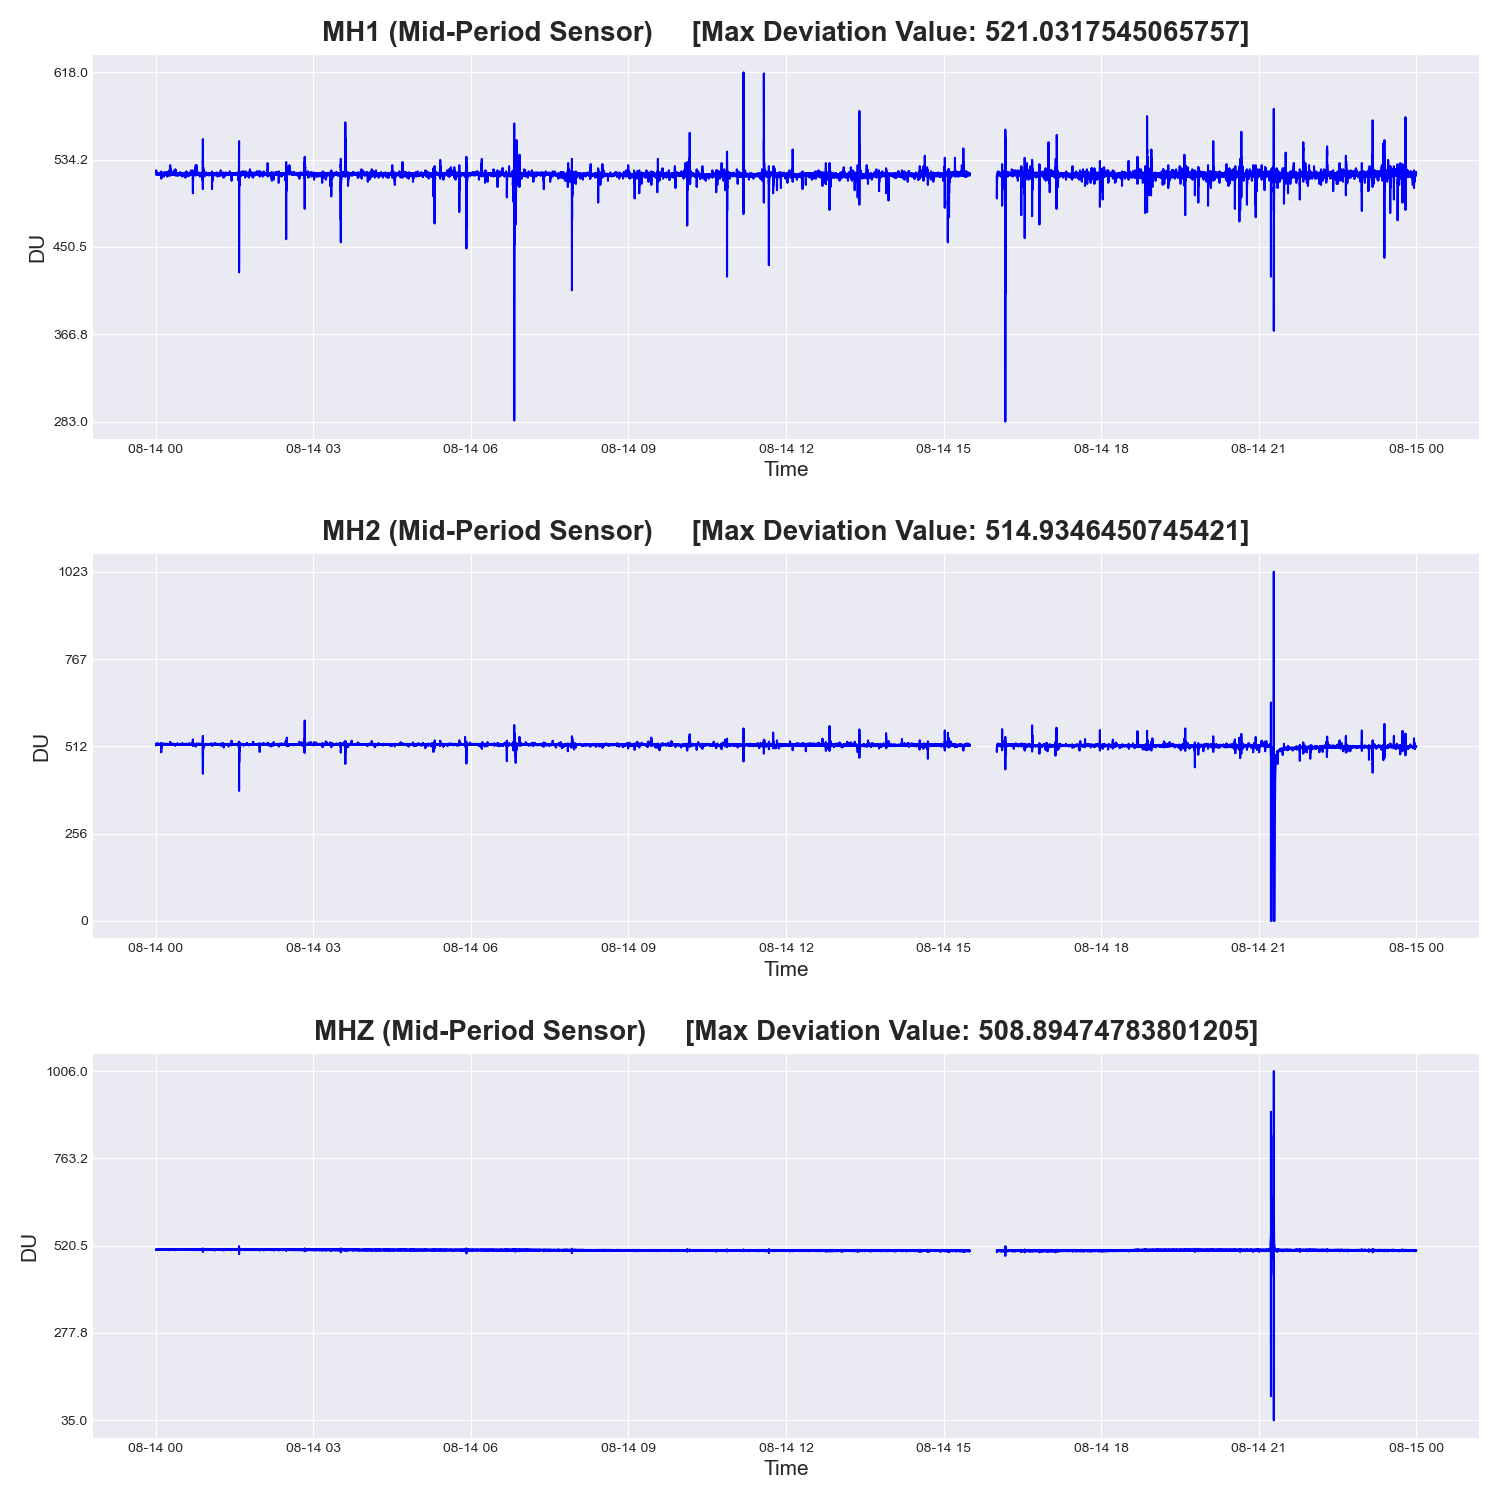 MH1 (Mid-Period Sensor) [Max Deviation Value: 521.0317545065757]
618.0
534.2
450.5
366.8
283.0
DU
08-14 00 08-14 03 08-14 06 08-14 09 08-14 12 08-14 15 08-14 18 08-14 21 08-15 00
Time
MH2 (Mid-Period Sensor) [Max Deviation Value: 514.9346450745421]
1023
767
512
256
0
DU
08-14 00 08-14 03 08-14 06 08-14 09 08-14 12 08-14 15 08-14 18 08-14 21 08-15 00
Time
MHZ (Mid-Period Sensor) [Max Deviation Value: 508.89474783801205]
1006.0
763.2
520.5
277.8
35.0
DU
08-14 00 08-14 03 08-14 06 08-14 09 08-14 12 08-14 15 08-14 18 08-14 21 08-15 00
Time